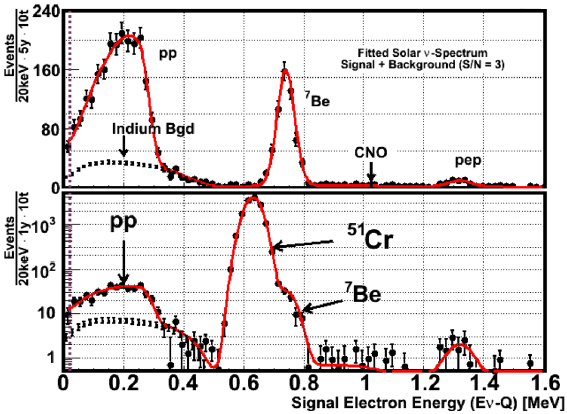 Events
20keV · 5y · 10t
240
160
80
0
pp
Indium Bgd
Fitted Solar ν-Spectrum
Signal + Background (S/N = 3)
⁷Be
CNO
pep
Events
20keV · 1y · 10t
10³
10²
10
1
pp
⁵¹Cr
⁷Be
0 0.2 0.4 0.6 0.8 1 1.2 1.4 1.6
Signal Electron Energy (Eν-Q) [MeV]